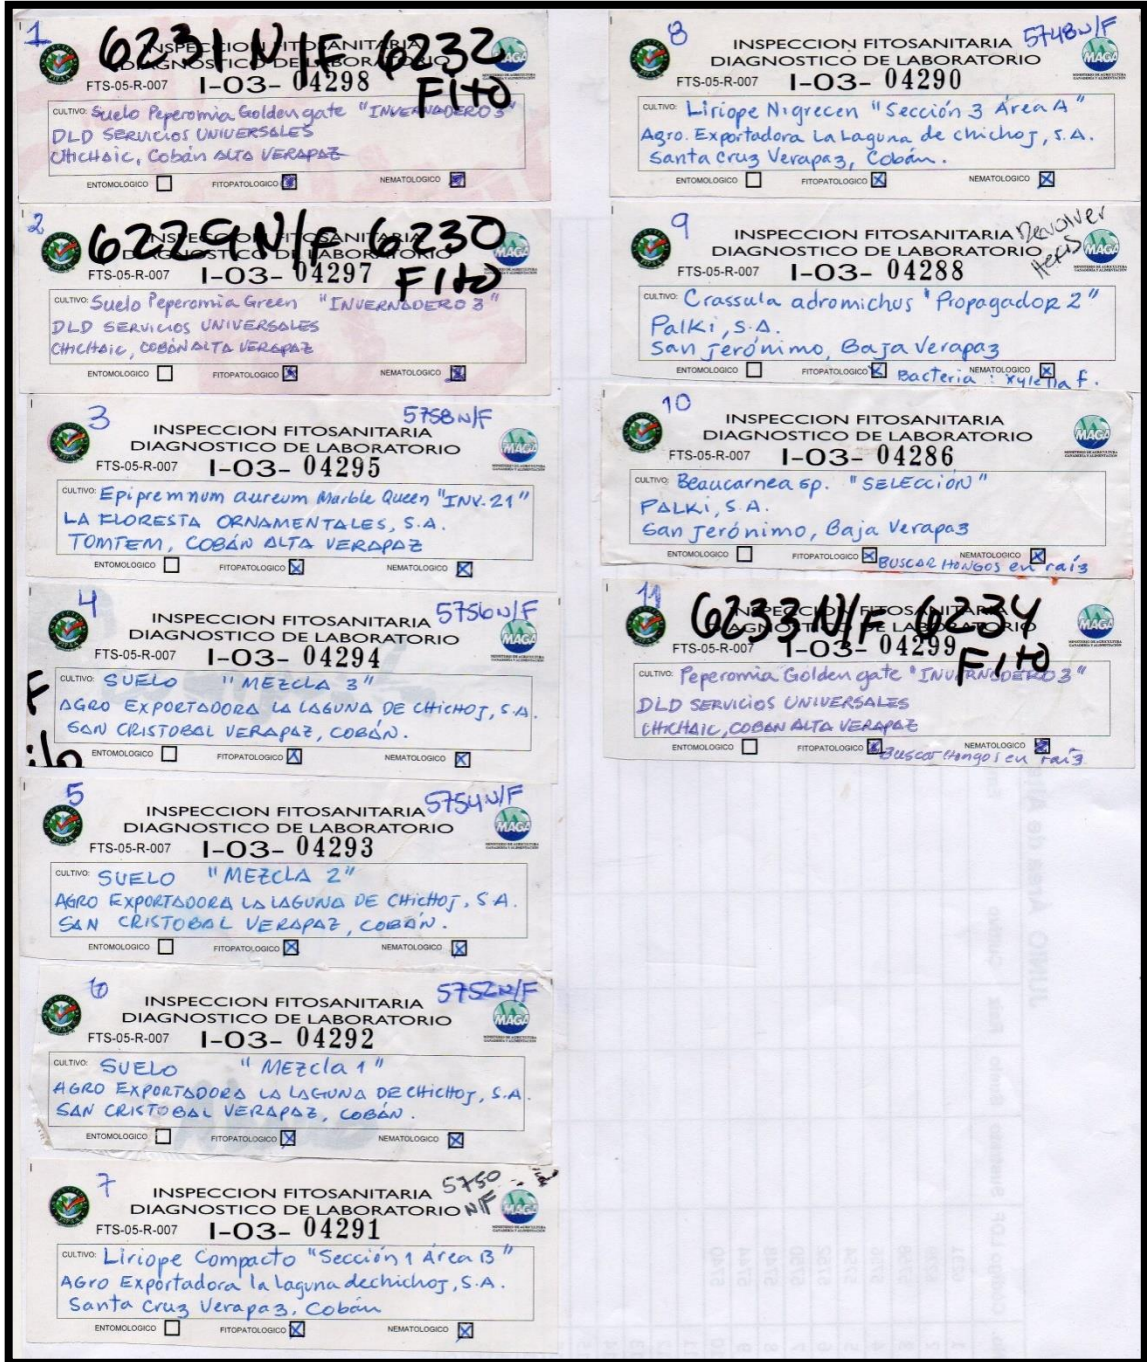 1
6231 N/F 6232
Fito
INSPECCION FITOSANITARIA
DIAGNOSTICO DE LABORATORIO
FTS-05-R-007 I-03- 04298
MAGA
CULTIVO: Suelo Peperomia Golden gate "INVERNADERO 3"
DLD SERVICIOS UNIVERSALES
CHICHAIC, Cobán ALTA VERAPAZ
ENTOMOLOGICO FITOPATOLOGICO NEMATOLOGICO
2
6229 N/F 6230
Fito
INSPECCION FITOSANITARIA
DIAGNOSTICO DE LABORATORIO
FTS-05-R-007 I-03- 04297
MAGA
CULTIVO: Suelo Peperomia Green "INVERNADERO 3"
DLD SERVICIOS UNIVERSALES
CHICHAIC, COBÁN ALTA VERAPAZ
ENTOMOLOGICO FITOPATOLOGICO NEMATOLOGICO
3 5758 N/F
INSPECCION FITOSANITARIA
DIAGNOSTICO DE LABORATORIO
FTS-05-R-007 I-03- 04295
MAGA
CULTIVO: Epipremnum aureum Marble Queen "INV. 21"
LA FLORESTA ORNAMENTALES, S.A.
TOMTEM, COBÁN ALTA VERAPAZ
ENTOMOLOGICO FITOPATOLOGICO NEMATOLOGICO
4 5756 N/F
INSPECCION FITOSANITARIA
DIAGNOSTICO DE LABORATORIO
FTS-05-R-007 I-03- 04294
MAGA
CULTIVO: SUELO "MEZCLA 3"
AGRO EXPORTADORA LA LAGUNA DE CHICHOJ, S.A.
SAN CRISTOBAL VERAPAZ, COBÁN.
ENTOMOLOGICO FITOPATOLOGICO NEMATOLOGICO
5 5754 N/F
INSPECCION FITOSANITARIA
DIAGNOSTICO DE LABORATORIO
FTS-05-R-007 I-03- 04293
MAGA
CULTIVO: SUELO "MEZCLA 2"
AGRO EXPORTADORA LA LAGUNA DE CHICHOJ, S.A.
SAN CRISTOBAL VERAPAZ, COBÁN.
ENTOMOLOGICO FITOPATOLOGICO NEMATOLOGICO
6 5752 N/F
INSPECCION FITOSANITARIA
DIAGNOSTICO DE LABORATORIO
FTS-05-R-007 I-03- 04292
MAGA
CULTIVO: SUELO "MEZCLA 1"
AGRO EXPORTADORA LA LAGUNA DE CHICHOJ, S.A.
SAN CRISTOBAL VERAPAZ, COBÁN.
ENTOMOLOGICO FITOPATOLOGICO NEMATOLOGICO
7 5750 N/F
INSPECCION FITOSANITARIA
DIAGNOSTICO DE LABORATORIO
FTS-05-R-007 I-03- 04291
MAGA
CULTIVO: Liriope Compacto "Sección 1 Área B"
AGro Exportadora la Laguna de chichoj, S.A.
Santa Cruz Verapaz, Cobán
ENTOMOLOGICO FITOPATOLOGICO NEMATOLOGICO
8 5748 N/F
INSPECCION FITOSANITARIA
DIAGNOSTICO DE LABORATORIO
FTS-05-R-007 I-03- 04290
MAGA
CULTIVO: Liriope Nigrecen "Sección 3 Área A"
Agro. Exportadora La Laguna de chichoj, S.A.
Santa Cruz Verapaz, Cobán.
ENTOMOLOGICO FITOPATOLOGICO NEMATOLOGICO
9 Devolver
INSPECCION FITOSANITARIA
DIAGNOSTICO DE LABORATORIO
FTS-05-R-007 I-03- 04288
MAGA
CULTIVO: Crassula adromichus "Propagador 2"
Palki, S.A.
San Jerónimo, Baja Verapaz
ENTOMOLOGICO FITOPATOLOGICO NEMATOLOGICO
Bacteria: xylella f.
10
INSPECCION FITOSANITARIA
DIAGNOSTICO DE LABORATORIO
FTS-05-R-007 I-03- 04286
MAGA
CULTIVO: Beaucarnea sp. "SELECCIÓN"
PALKI, S.A.
San Jerónimo, Baja Verapaz
ENTOMOLOGICO FITOPATOLOGICO NEMATOLOGICO
BUSCAR HONGOS en raíz
11
6233 N/F 6234
Fito
INSPECCION FITOSANITARIA
DIAGNOSTICO DE LABORATORIO
FTS-05-R-007 I-03- 04299
MAGA
CULTIVO: Peperomia Golden gate "INVERNADERO 3"
DLD SERVICIOS UNIVERSALES
CHICHAIC, COBAN ALTA VERAPAZ
ENTOMOLOGICO FITOPATOLOGICO NEMATOLOGICO
Buscar Hongos en raíz